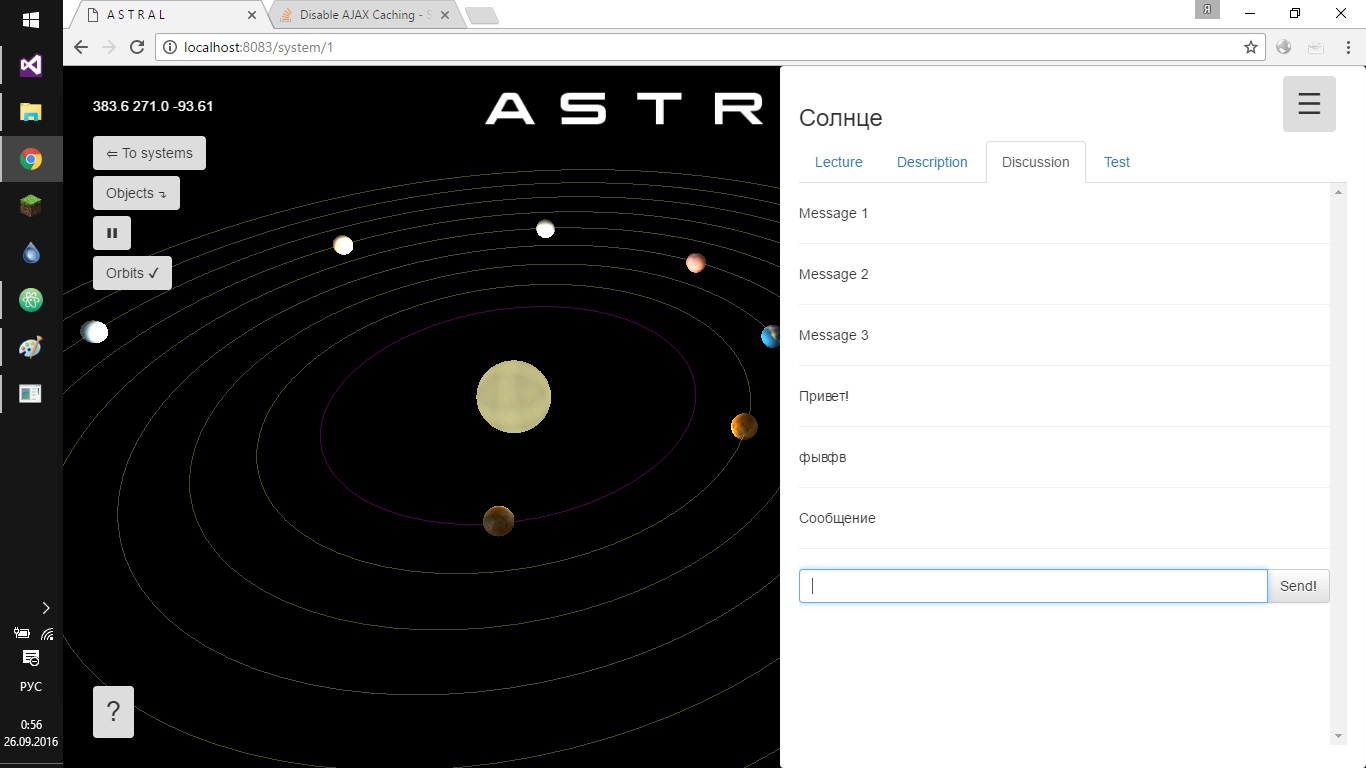 A S T R A L
Disable AJAX Caching - S
Я
localhost:8083/system/1
383.6 271.0 -93.61
ASTR
⇐ To systems
Objects ↴
Orbits ✓
?
Солнце
☰
Lecture Description Discussion Test
Message 1
Message 2
Message 3
Привет!
фывфв
Сообщение
Send!
РУС
0:56
26.09.2016